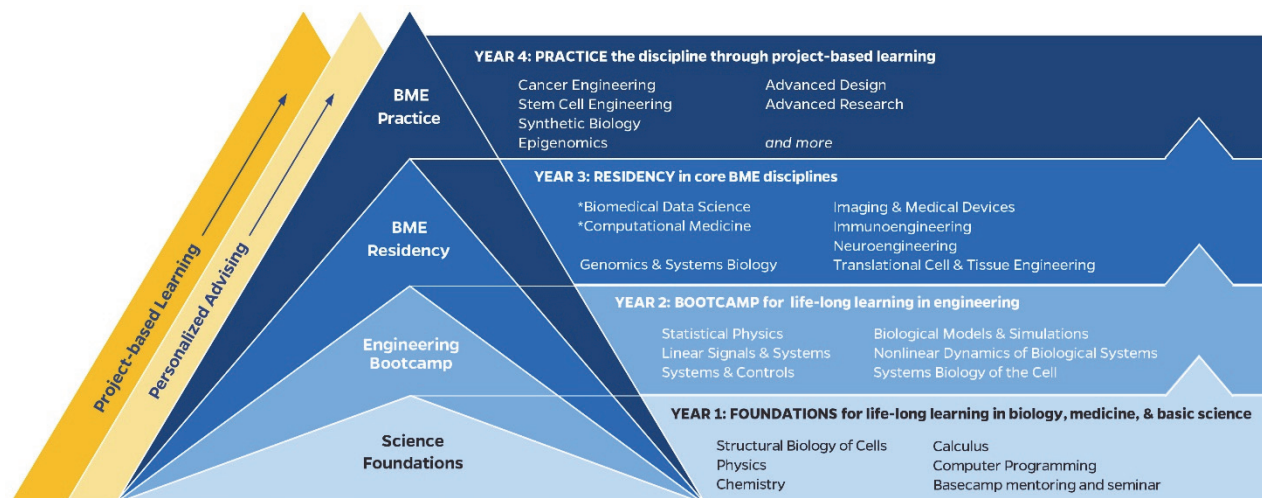 Project-based Learning
Personalized Advising
BME
Practice
YEAR 4: PRACTICE the discipline through project-based learning
Cancer Engineering
Stem Cell Engineering
Synthetic Biology
Epigenomics
Advanced Design
Advanced Research
and more
BME
Residency
YEAR 3: RESIDENCY in core BME disciplines
*Biomedical Data Science
*Computational Medicine
Genomics & Systems Biology
Imaging & Medical Devices
Immunoengineering
Neuroengineering
Translational Cell & Tissue Engineering
Engineering
Bootcamp
YEAR 2: BOOTCAMP for life-long learning in engineering
Statistical Physics
Linear Signals & Systems
Systems & Controls
Biological Models & Simulations
Nonlinear Dynamics of Biological Systems
Systems Biology of the Cell
Science
Foundations
YEAR 1: FOUNDATIONS for life-long learning in biology, medicine, & basic science
Structural Biology of Cells
Physics
Chemistry
Calculus
Computer Programming
Basecamp mentoring and seminar